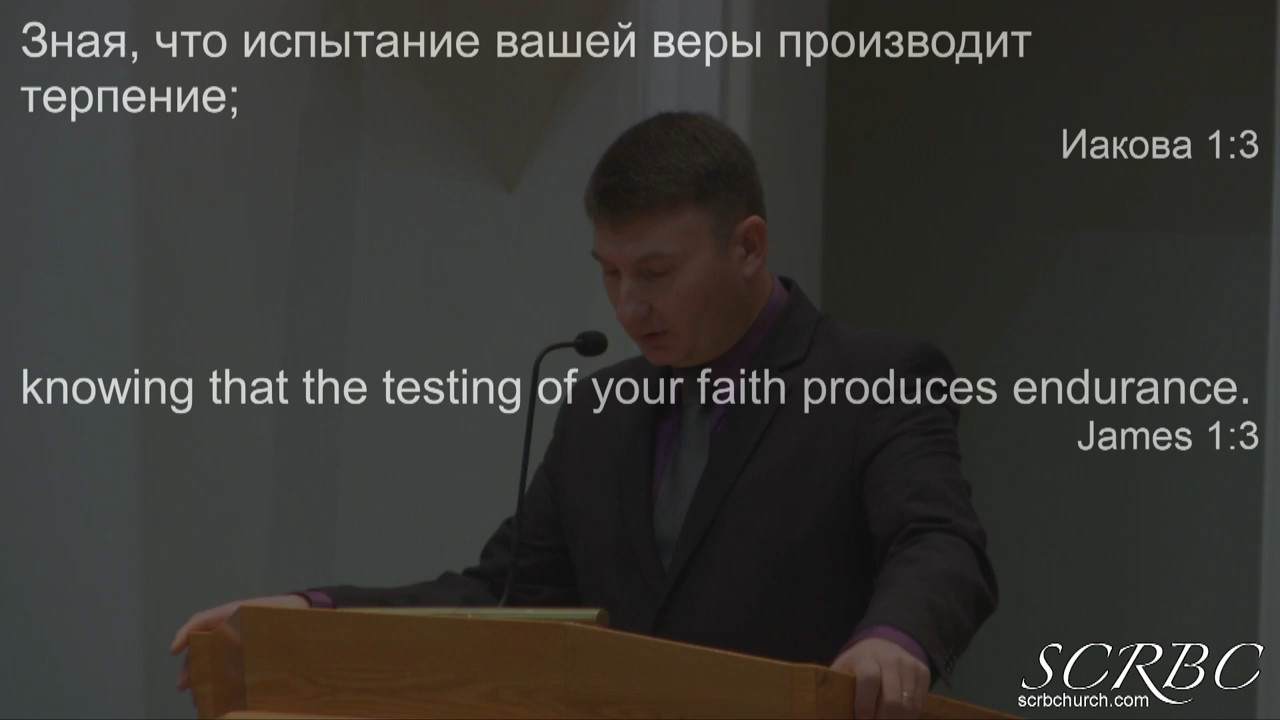 Зная, что испытание вашей веры производит
терпение;
Иакова 1:3
knowing that the testing of your faith produces endurance.
James 1:3
SCRBC
scrbchurch.com